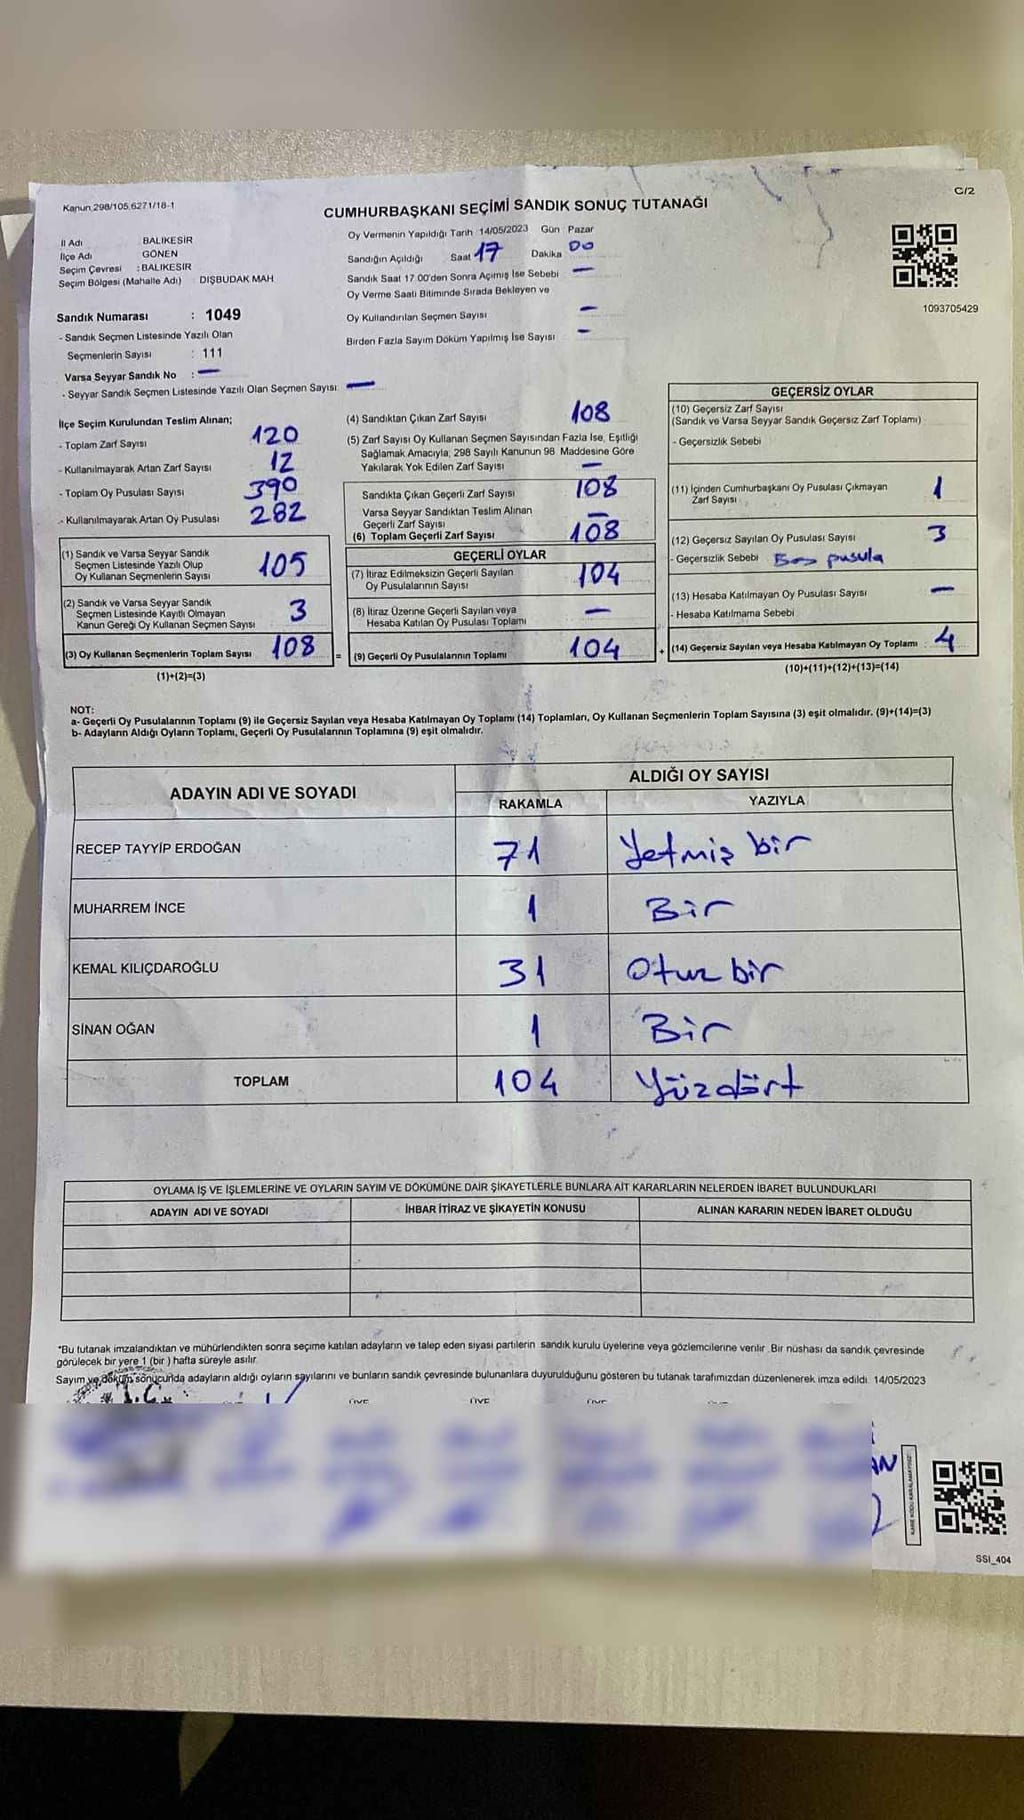 C/2
Kanun 298/105,6271/18-1
CUMHURBAŞKANI SEÇİMİ SANDIK SONUÇ TUTANAĞI
İl Adı BALIKESİR
İlçe Adı GÖNEN
Seçim Çevresi : BALIKESİR
Seçim Bölgesi (Mahalle Adı) DIŞBUDAK MAH
Sandık Numarası : 1049
- Sandık Seçmen Listesinde Yazılı Olan
Seçmenlerin Sayısı : 111
Varsa Seyyar Sandık No : —
- Seyyar Sandık Seçmen Listesinde Yazılı Olan Seçmen Sayısı —
Oy Vermenin Yapıldığı Tarih 14/05/2023 Gün Pazar
Sandığın Açıldığı Saat 17 Dakika 00
Sandık Saat 17.00'den Sonra Açımış İse Sebebi —
Oy Verme Saati Bitiminde Sırada Bekleyen ve
Oy Kullandırılan Seçmen Sayısı —
Birden Fazla Sayım Döküm Yapılmış İse Sayısı —
1093705429
İlçe Seçim Kurulundan Teslim Alınan;
- Toplam Zarf Sayısı 120
- Kullanılmayarak Artan Zarf Sayısı 12
- Toplam Oy Pusulası Sayısı 390
- Kullanılmayarak Artan Oy Pusulası 282
(1) Sandık ve Varsa Seyyar Sandık
Seçmen Listesinde Yazılı Olup
Oy Kullanan Seçmenlerin Sayısı 105
(2) Sandık ve Varsa Seyyar Sandık
Seçmen Listesinde Kayıtlı Olmayan
Kanun Gereği Oy Kullanan Seçmen Sayısı 3
(3) Oy Kullanan Seçmenlerin Toplam Sayısı 108
(1)+(2)=(3)
(4) Sandıktan Çıkan Zarf Sayısı 108
(5) Zarf Sayısı Oy Kullanan Seçmen Sayısından Fazla İse, Eşitliği
Sağlamak Amacıyla, 298 Sayılı Kanunun 98. Maddesine Göre
Yakılarak Yok Edilen Zarf Sayısı —
Sandıkta Çıkan Geçerli Zarf Sayısı 108
Varsa Seyyar Sandıktan Teslim Alınan
Geçerli Zarf Sayısı —
(6) Toplam Geçerli Zarf Sayısı 108
GEÇERLİ OYLAR
(7) İtiraz Edilmeksizin Geçerli Sayılan
Oy Pusulalarının Sayısı 104
(8) İtiraz Üzerine Geçerli Sayılan veya
Hesaba Katılan Oy Pusulası Toplamı —
= (9) Geçerli Oy Pusulalarının Toplamı 104
GEÇERSİZ OYLAR
(10) Geçersiz Zarf Sayısı
(Sandık ve Varsa Seyyar Sandık Geçersiz Zarf Toplamı)
- Geçersizlik Sebebi
(11) İçinden Cumhurbaşkanı Oy Pusulası Çıkmayan
Zarf Sayısı 1
(12) Geçersiz Sayılan Oy Pusulası Sayısı 3
- Geçersizlik Sebebi Boş pusula
(13) Hesaba Katılmayan Oy Pusulası Sayısı —
- Hesaba Katılmama Sebebi
+ (14) Geçersiz Sayılan veya Hesaba Katılmayan Oy Toplamı 4
(10)+(11)+(12)+(13)=(14)
NOT:
a- Geçerli Oy Pusulalarının Toplamı (9) ile Geçersiz Sayılan veya Hesaba Katılmayan Oy Toplamı (14) Toplamları, Oy Kullanan Seçmenlerin Toplam Sayısına (3) eşit olmalıdır. (9)+(14)=(3)
b- Adayların Aldığı Oyların Toplamı, Geçerli Oy Pusulalarının Toplamına (9) eşit olmalıdır.
ADAYIN ADI VE SOYADI ALDIĞI OY SAYISI
RAKAMLA YAZIYLA
RECEP TAYYİP ERDOĞAN 71 Yetmiş bir
MUHARREM İNCE 1 Bir
KEMAL KILIÇDAROĞLU 31 Otuz bir
SİNAN OĞAN 1 Bir
TOPLAM 104 Yüzdört
OYLAMA İŞ VE İŞLEMLERİNE VE OYLARIN SAYIM VE DÖKÜMÜNE DAİR ŞİKAYETLERLE BUNLARA AİT KARARLARIN NELERDEN İBARET BULUNDUKLARI
ADAYIN ADI VE SOYADI İHBAR İTİRAZ VE ŞİKAYETİN KONUSU ALINAN KARARIN NEDEN İBARET OLDUĞU
*Bu tutanak imzalandıktan ve mühürlendikten sonra seçime katılan adayların ve talep eden siyasi partilerin sandık kurulu üyelerine veya gözlemcilerine verilir. Bir nüshası da sandık çevresinde
görülecek bir yere 1 (bir) hafta süreyle asılır.
Sayım ve döküm sonucunda adayların aldığı oyların sayılarını ve bunların sandık çevresinde bulunanlara duyurulduğunu gösteren bu tutanak tarafımızdan düzenlenerek imza edildi. 14/05/2023
T.C.
ÜYE ÜYE ÜYE
AN
SSI_404